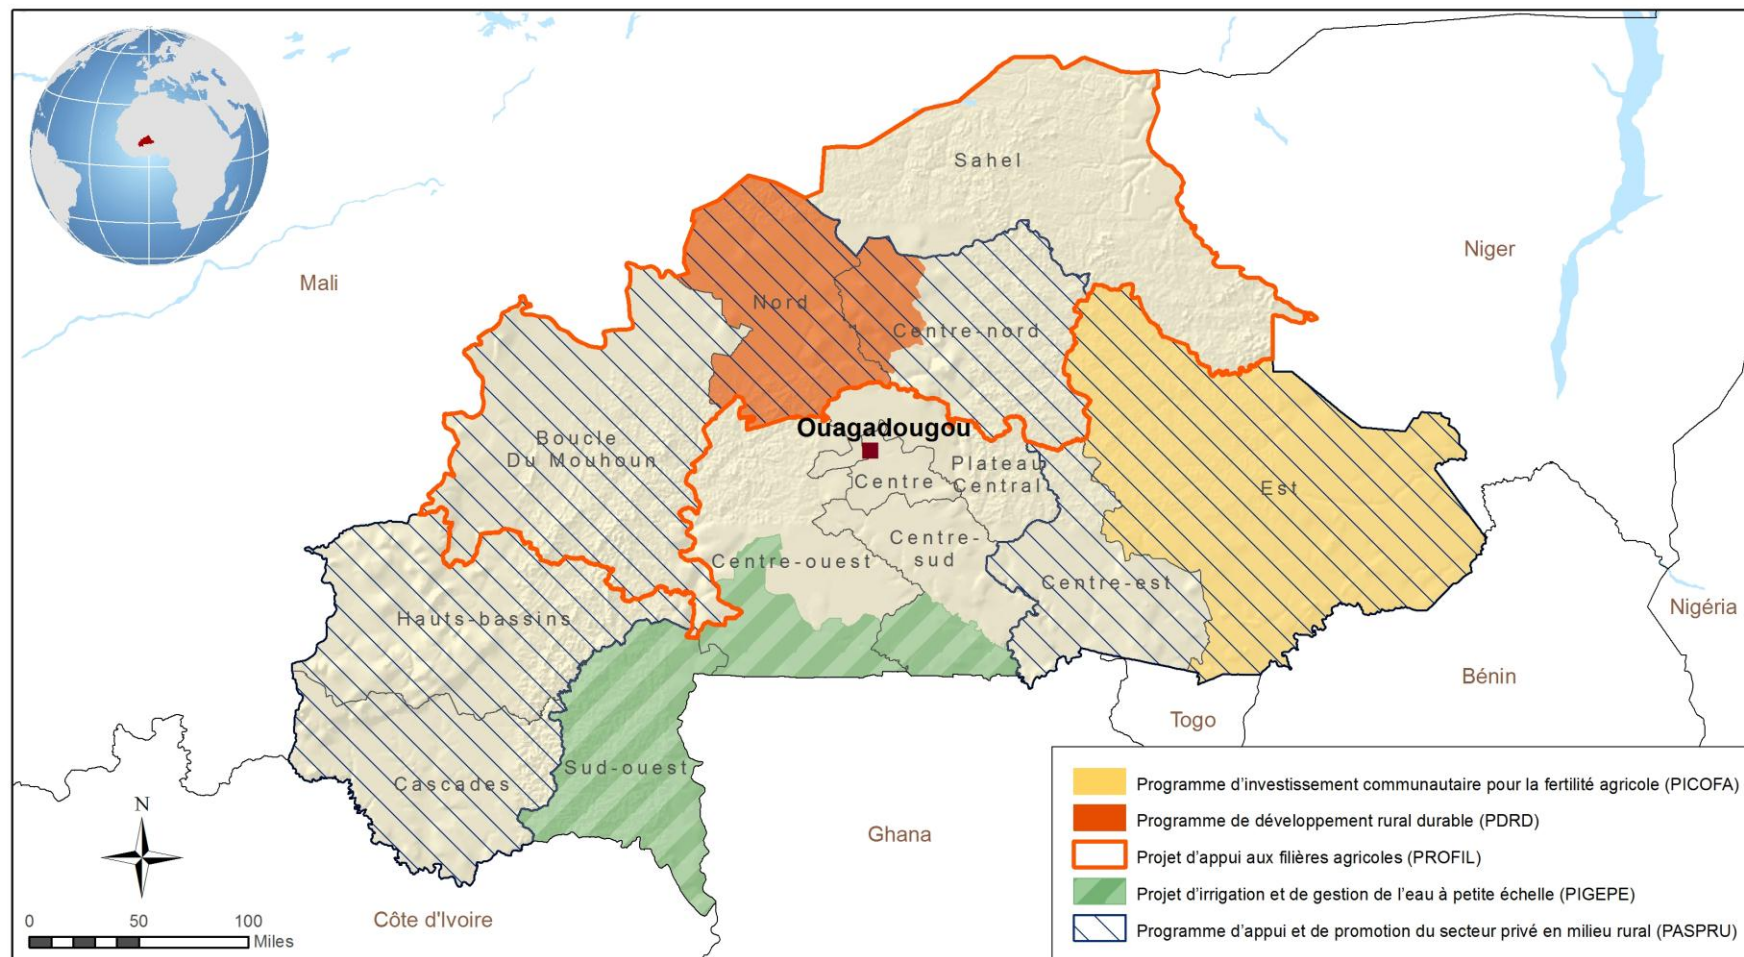 Sahel
Niger
Mali
Nord
Centre-nord
Ouagadougou
Boucle
Du Mouhoun
Plateau
Central
Centre
Est
Centre-
sud
Centre-ouest
Centre-est
Hauts-bassins
Nigéria
Bénin
Togo
Sud-ouest
Cascades
Ghana
Côte d'Ivoire
N
0 50 100
Miles
Programme d'investissement communautaire pour la fertilité agricole (PICOFA)
Programme de développement rural durable (PDRD)
Projet d'appui aux filières agricoles (PROFIL)
Projet d'irrigation et de gestion de l'eau à petite échelle (PIGEPE)
Programme d'appui et de promotion du secteur privé en milieu rural (PASPRU)